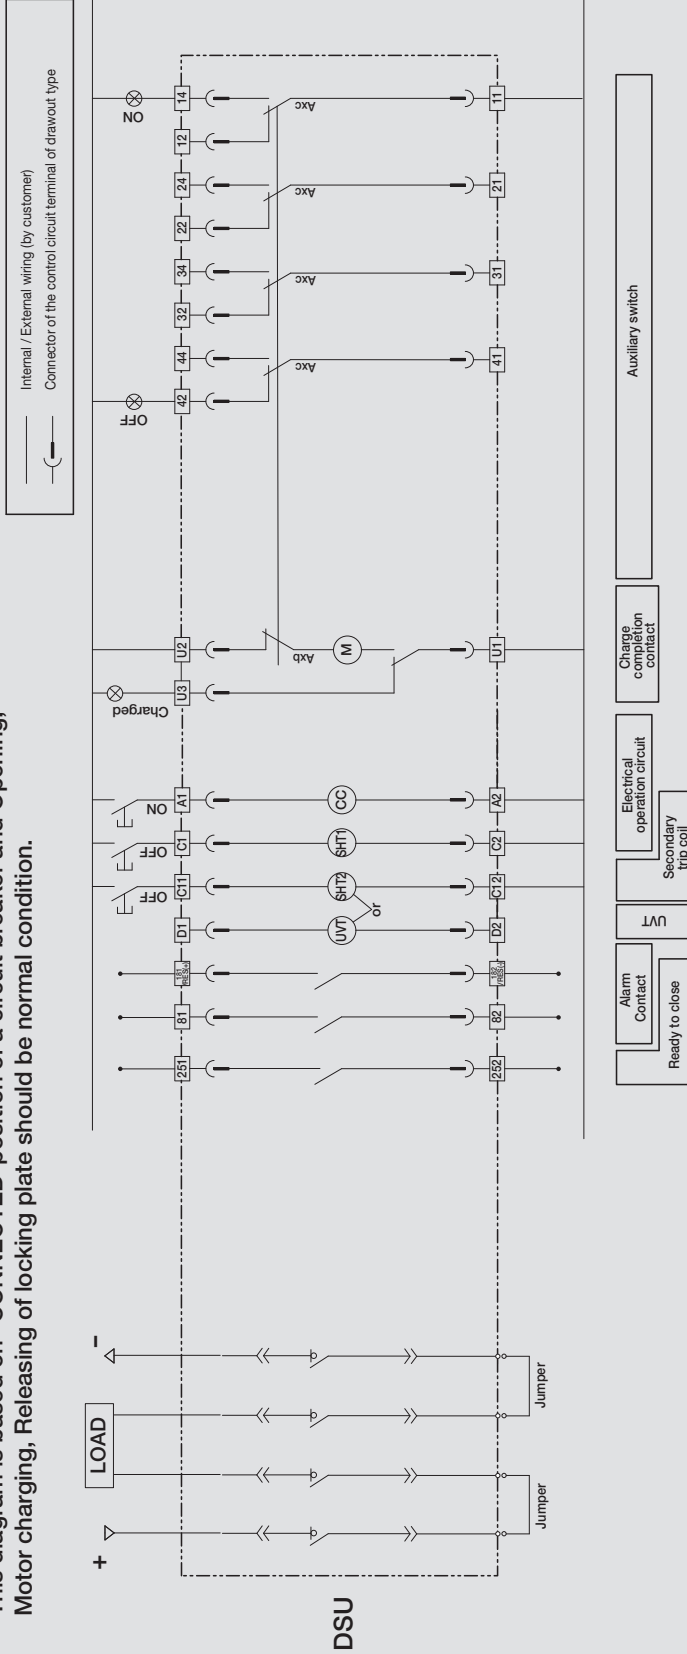 This diagram is based on "CONNECTED" position of a circuit breaker and Opening,
Motor charging, Releasing of locking plate should be normal condition.
Internal / External wiring (by customer)
Connector of the control circuit terminal of drawout type
DSU
+
LOAD
−
OFF
OFF
ON
Charged
OFF
ON
251
81
181
/RES(+)
D1
C11
C1
A1
U3
U2
42
44
32
34
22
24
12
14
UVT
or
SHT2
SHT1
CC
M
Axb
Axc
Axc
Axc
Axc
Jumper
Jumper
252
82
182
/RES(-)
D2
C12
C2
A2
U1
41
31
21
11
Ready to close
Alarm
Contact
UVT
Secondary
trip coil
Electrical
operation circuit
Charge
completion
contact
Auxiliary switch